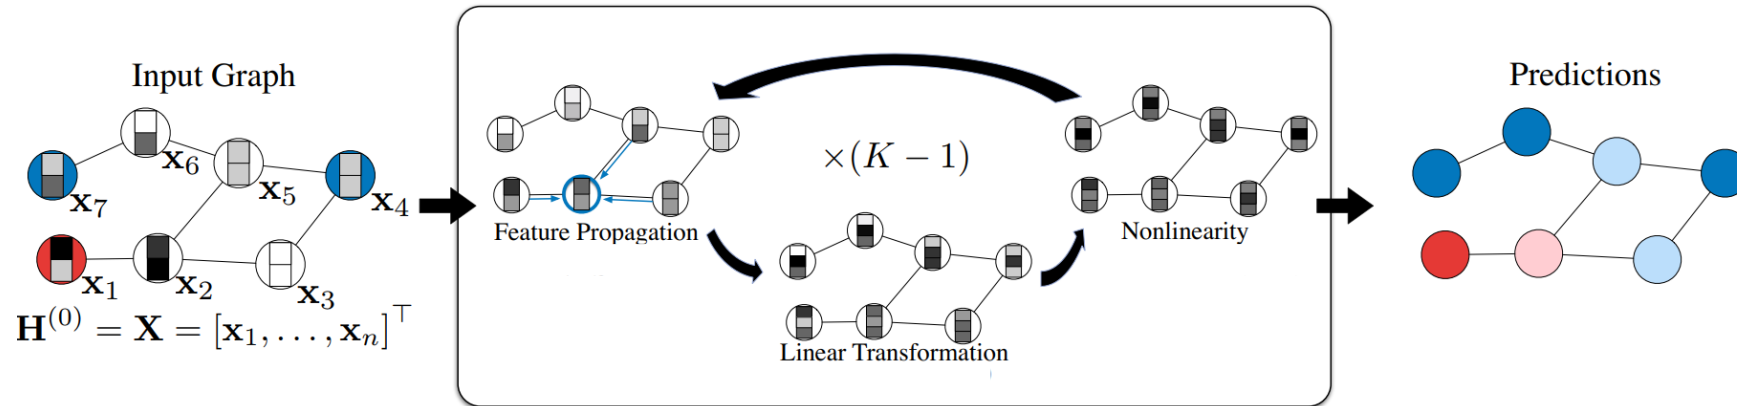 Input Graph
x₆
x₅
x₇
x₄
x₁
x₂
x₃
H⁽⁰⁾ = X = [x₁, . . . , xₙ]⊤
Feature Propagation
×(K − 1)
Linear Transformation
Nonlinearity
Predictions